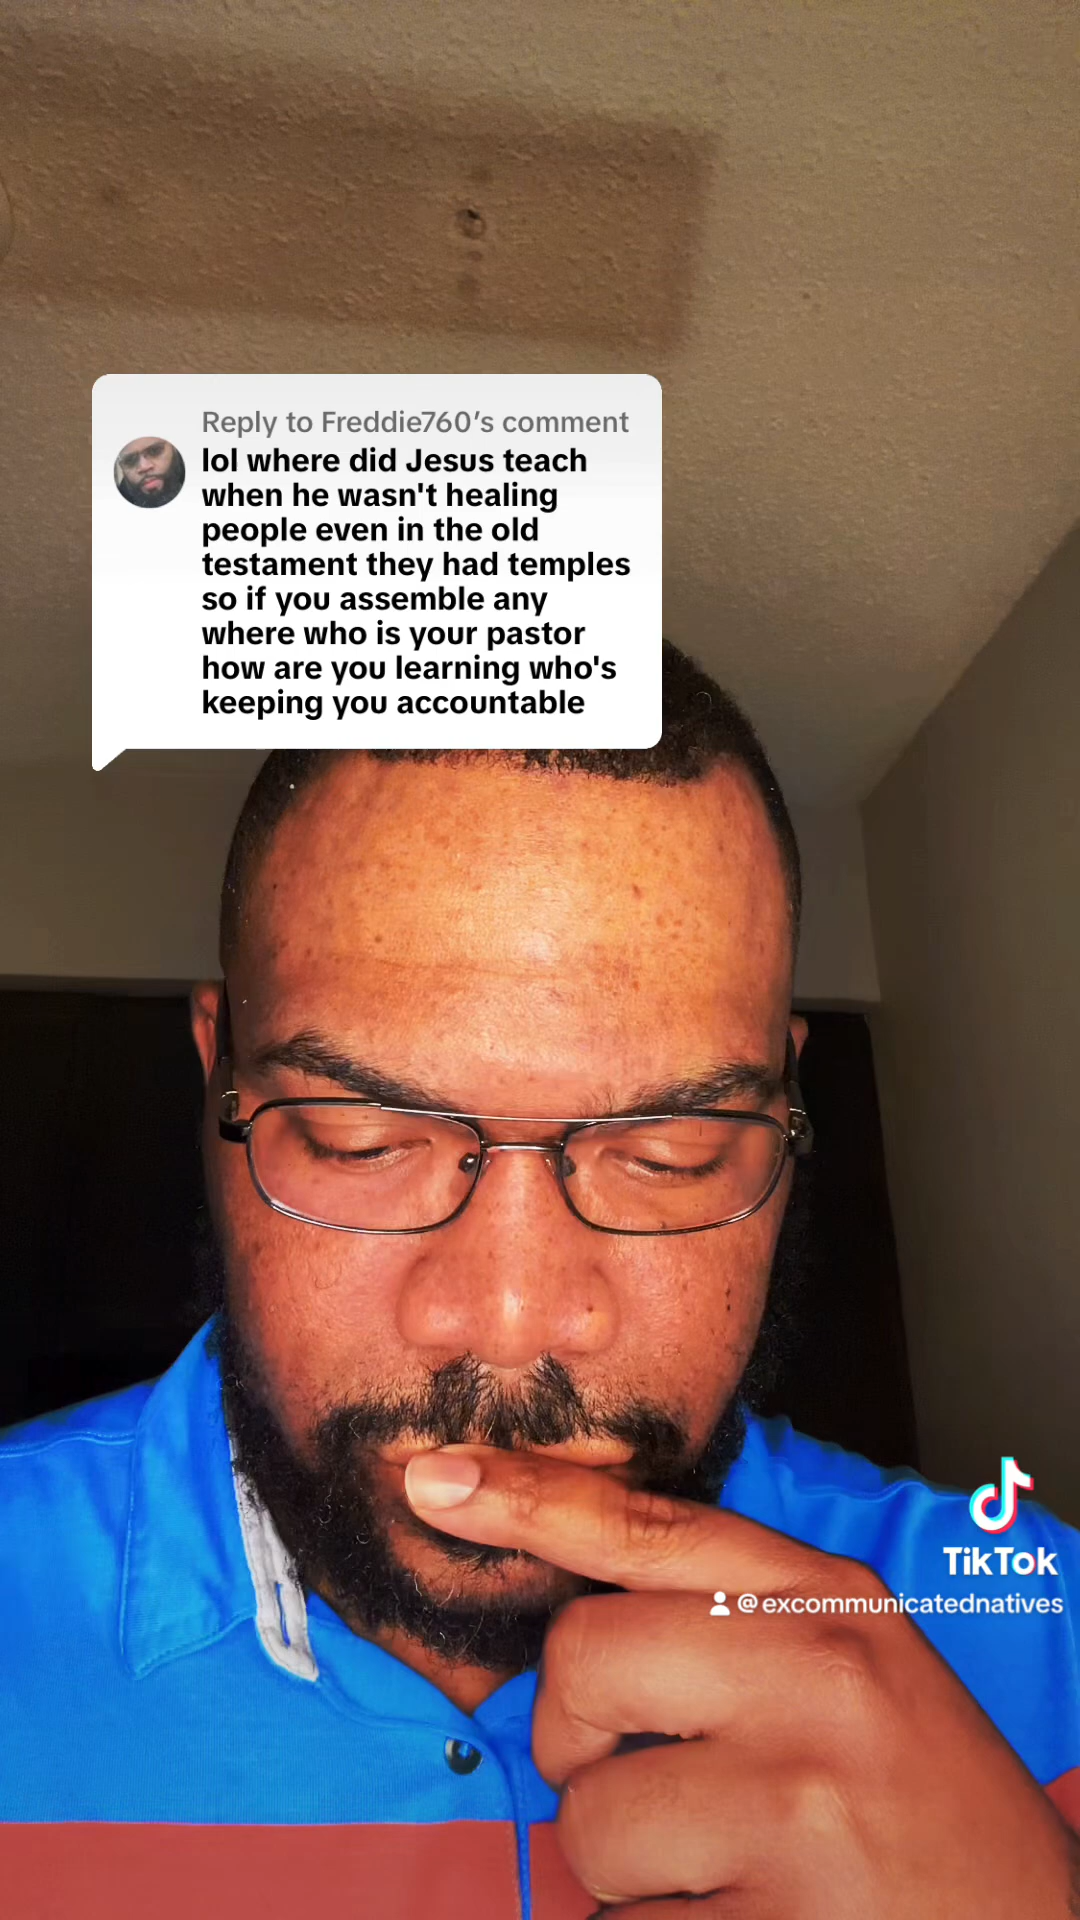 Reply to Freddie760's comment
lol where did Jesus teach
when he wasn't healing
people even in the old
testament they had temples
so if you assemble any
where who is your pastor
how are you learning who's
keeping you accountable
TikTok
@excommunicatednatives